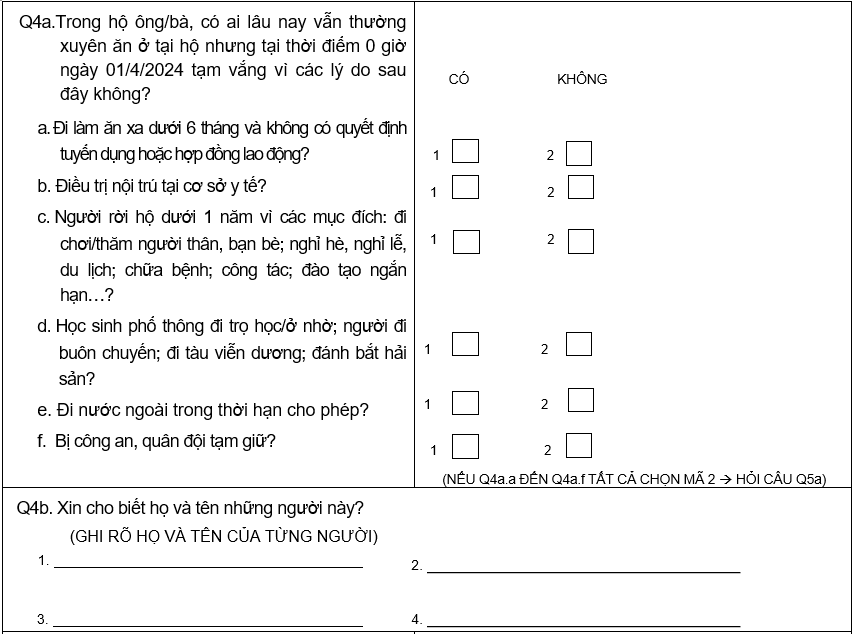 Q4a.Trong hộ ông/bà, có ai lâu nay vẫn thường
xuyên ăn ở tại hộ nhưng tại thời điểm 0 giờ
ngày 01/4/2024 tạm vắng vì các lý do sau
đây không?
CÓ KHÔNG
a. Đi làm ăn xa dưới 6 tháng và không có quyết định
tuyển dụng hoặc hợp đồng lao động?
1 2
b. Điều trị nội trú tại cơ sở y tế?
1 2
c. Người rời hộ dưới 1 năm vì các mục đích: đi
chơi/thăm người thân, bạn bè; nghỉ hè, nghỉ lễ,
du lịch; chữa bệnh; công tác; đào tạo ngắn
hạn…?
1 2
d. Học sinh phổ thông đi trọ học/ở nhờ; người đi
buôn chuyến; đi tàu viễn dương; đánh bắt hải
sản?
1 2
e. Đi nước ngoài trong thời hạn cho phép?
1 2
f. Bị công an, quân đội tạm giữ?
1 2
(NẾU Q4a.a ĐẾN Q4a.f TẤT CẢ CHỌN MÃ 2 → HỎI CÂU Q5a)
Q4b. Xin cho biết họ và tên những người này?
(GHI RÕ HỌ VÀ TÊN CỦA TỪNG NGƯỜI)
1. 2.
3. 4.